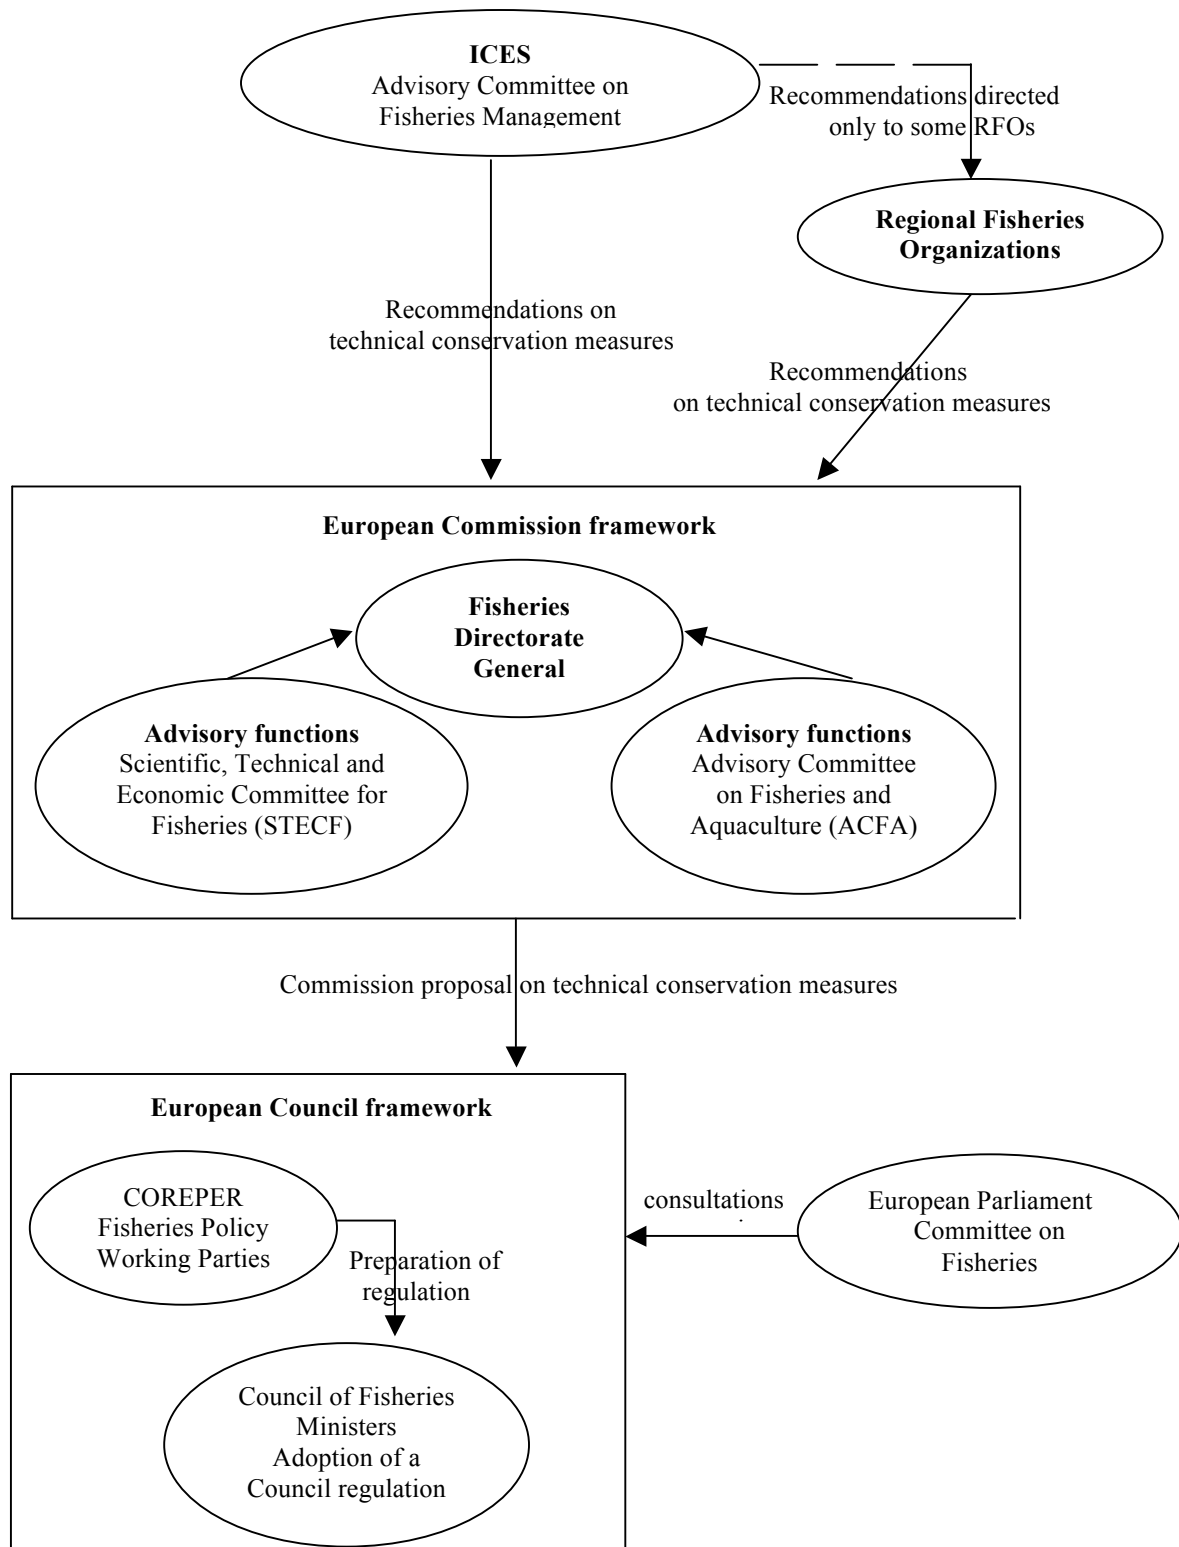 ICES
Advisory Committee on
Fisheries Management
Recommendations directed
only to some RFOs
Regional Fisheries
Organizations
Recommendations on
technical conservation measures
Recommendations
on technical conservation measures
European Commission framework
Fisheries
Directorate
General
Advisory functions
Scientific, Technical and
Economic Committee for
Fisheries (STECF)
Advisory functions
Advisory Committee
on Fisheries and
Aquaculture (ACFA)
Commission proposal on technical conservation measures
European Council framework
COREPER
Fisheries Policy
Working Parties
Preparation of
regulation
consultations
European Parliament
Committee on
Fisheries
Council of Fisheries
Ministers
Adoption of a
Council regulation